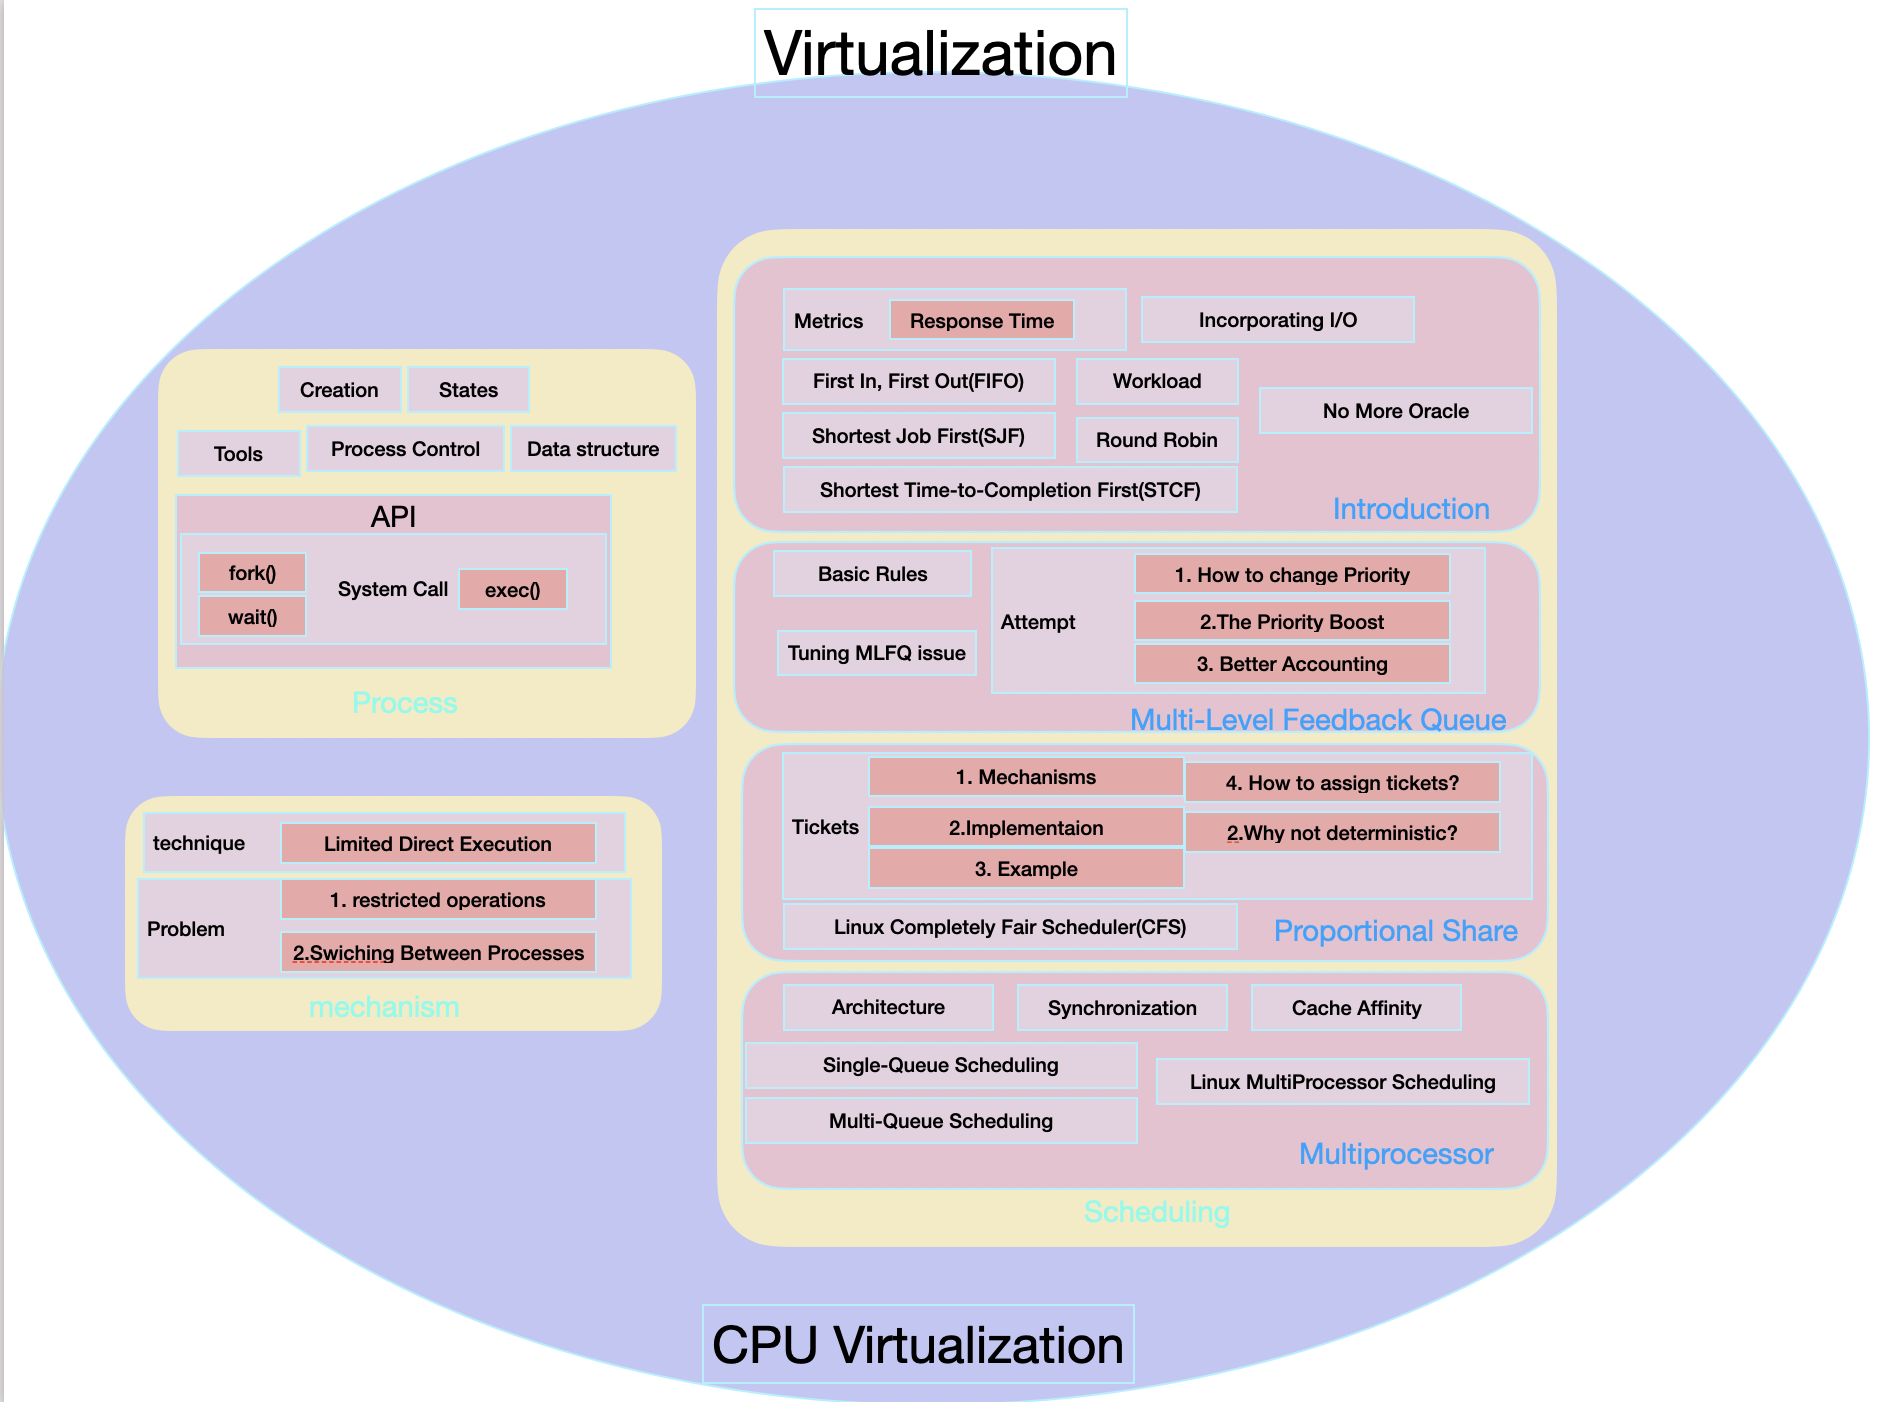 Virtualization
Creation
States
Tools
Process Control
Data structure
API
fork()
wait()
System Call
exec()
Process
technique
Limited Direct Execution
Problem
1. restricted operations
2.Swiching Between Processes
mechanism
Metrics
Response Time
Incorporating I/O
First In, First Out(FIFO)
Workload
No More Oracle
Shortest Job First(SJF)
Round Robin
Shortest Time-to-Completion First(STCF)
Introduction
Basic Rules
Tuning MLFQ issue
Attempt
1. How to change Priority
2.The Priority Boost
3. Better Accounting
Multi-Level Feedback Queue
Tickets
1. Mechanisms
2.Implementaion
3. Example
4. How to assign tickets?
2.Why not deterministic?
Linux Completely Fair Scheduler(CFS)
Proportional Share
Architecture
Synchronization
Cache Affinity
Single-Queue Scheduling
Multi-Queue Scheduling
Linux MultiProcessor Scheduling
Multiprocessor
Scheduling
CPU Virtualization